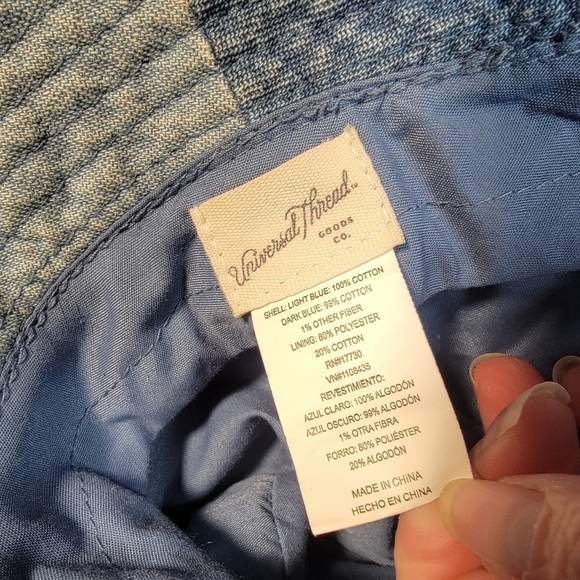 Universal Thread™
GOODS
CO.
SHELL: LIGHT BLUE: 100% COTTON
DARK BLUE: 99% COTTON
1% OTHER FIBER
LINING: 80% POLYESTER
20% COTTON
RN#17730
VN#1108435
REVESTIMIENTO:
AZUL CLARO: 100% ALGODÓN
AZUL OSCURO: 99% ALGODÓN
1% OTRA FIBRA
FORRO: 80% POLIÉSTER
20% ALGODÓN
MADE IN CHINA
HECHO EN CHINA